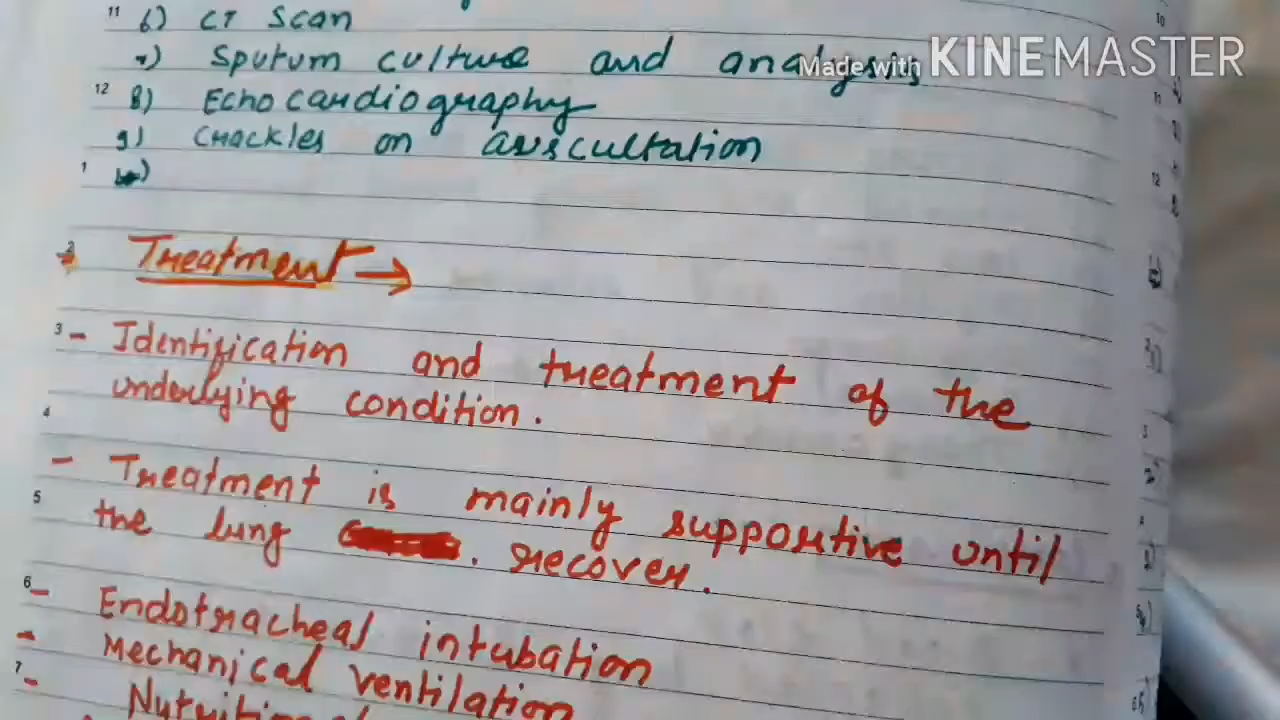 6) CT Scan
7) Sputum culture and analysis
Made with KINEMASTER
8) Echocardiography
9) Crackles on auscultation
Treatment →
- Identification and treatment of the
underlying condition.
- Treatment is mainly supportive until
the lung . recover.
- Endotracheal intubation
- Mechanical ventilation
- Nutritional